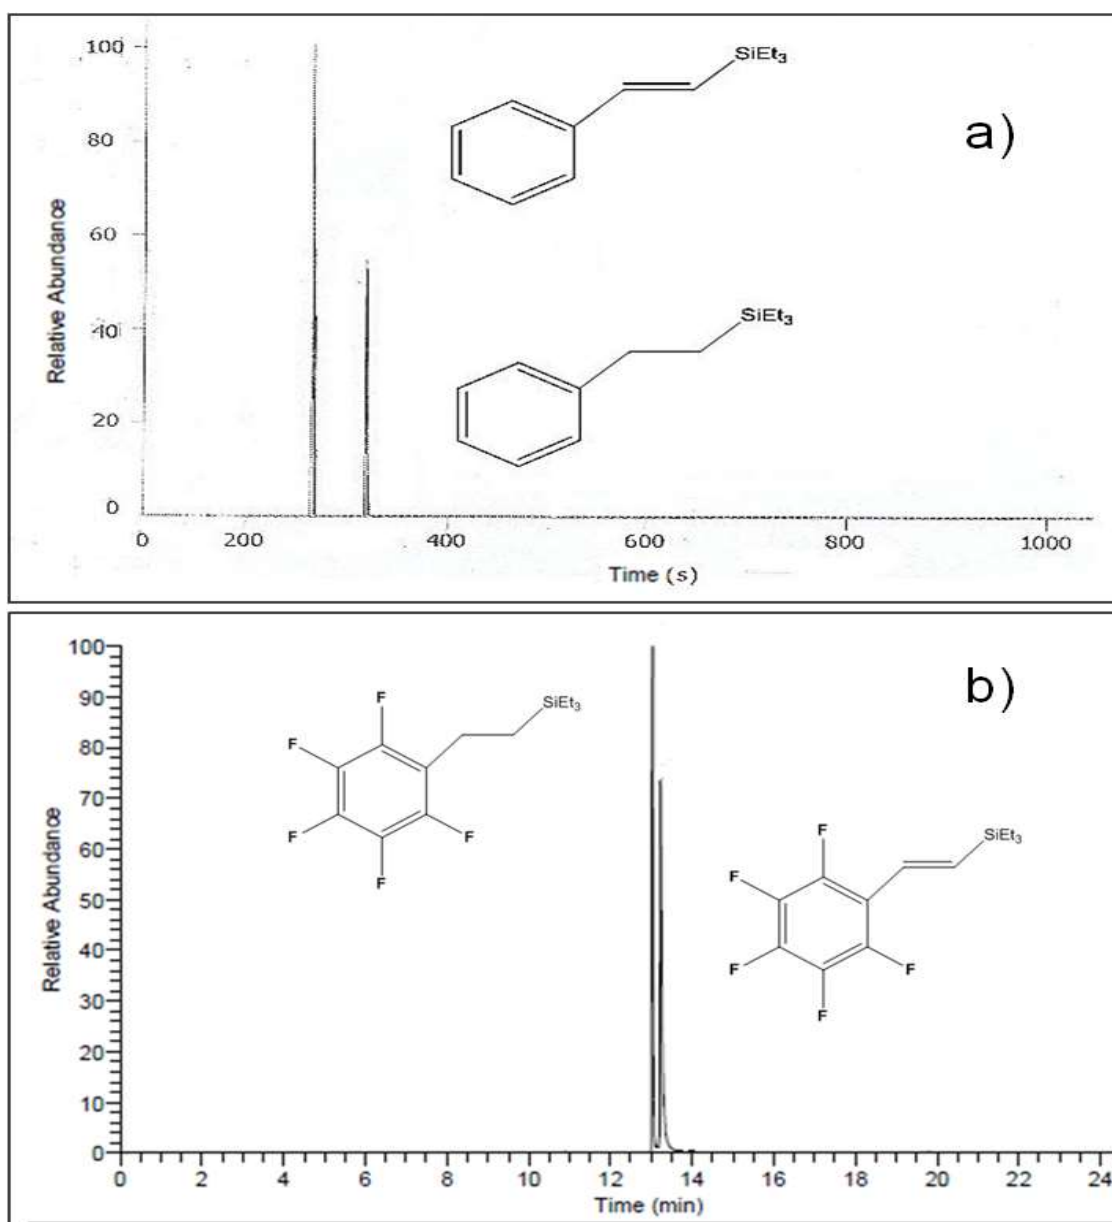 SiEt3
a)
100
80
60
40
20
0
Relative Abundance
SiEt3
0 200 400 600 800 1000
Time (s)
100
90
80
70
60
50
40
30
20
10
0
Relative Abundance
b)
SiEt3
F
F
F
F
F
SiEt3
F
F
F
F
F
0 2 4 6 8 10 12 14 16 18 20 22 24
Time (min)